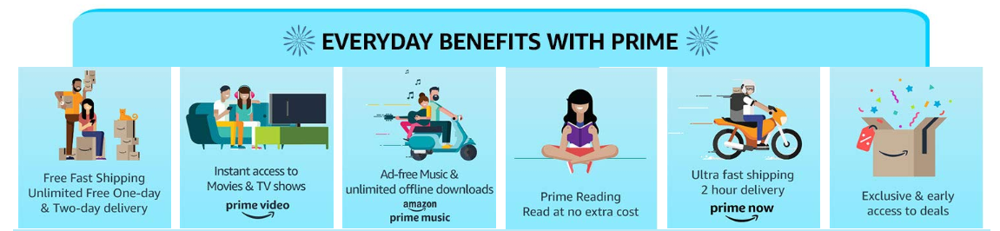 EVERYDAY BENEFITS WITH PRIME
Free Fast Shipping
Unlimited Free One-day
& Two-day delivery
Instant access to
Movies & TV shows
prime video
Ad-free Music &
unlimited offline downloads
amazon
prime music
Prime Reading
Read at no extra cost
Ultra fast shipping
2 hour delivery
prime now
Exclusive & early
access to deals